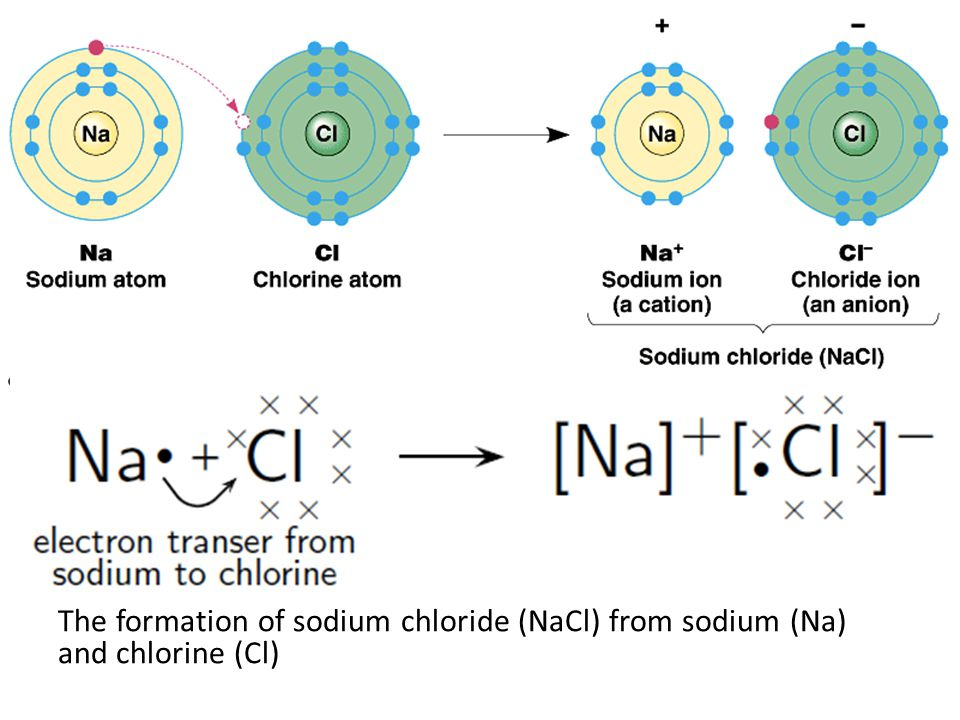 + −
Na Cl Na Cl
Na Cl Na⁺ Cl⁻
Sodium atom Chlorine atom Sodium ion Chloride ion
(a cation) (an anion)
Sodium chloride (NaCl)
× × × ×
Na• + ×Cl × × [Na]⁺ [×•Cl × ×]⁻
× × × ×
electron transer from
sodium to chlorine
The formation of sodium chloride (NaCl) from sodium (Na)
and chlorine (Cl)